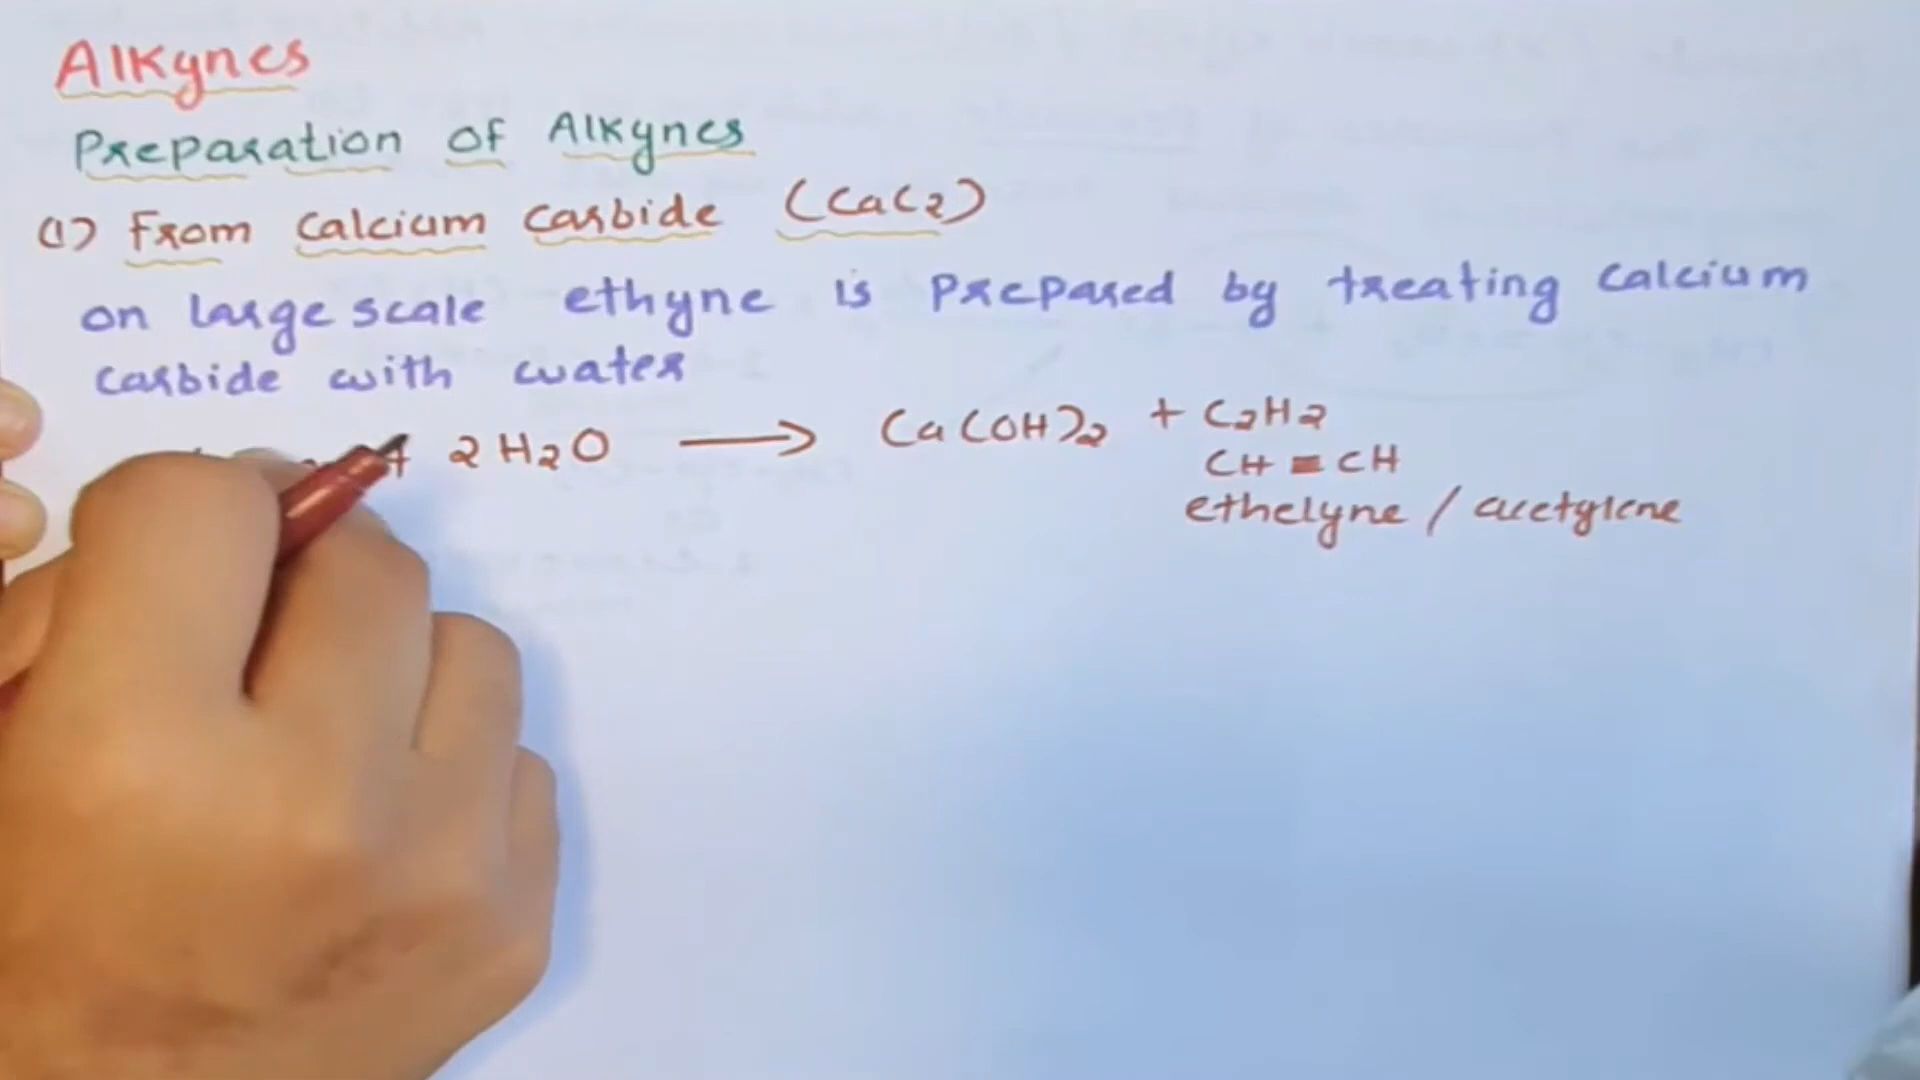 Alkynes
Preparation of Alkynes
(1) From Calcium Carbide (CaC2)
on large scale ethyne is prepared by treating calcium
carbide with water
+ 2H2O ⟶ Ca(OH)2 + C2H2
CH ≡ CH
ethelyne / acetylene